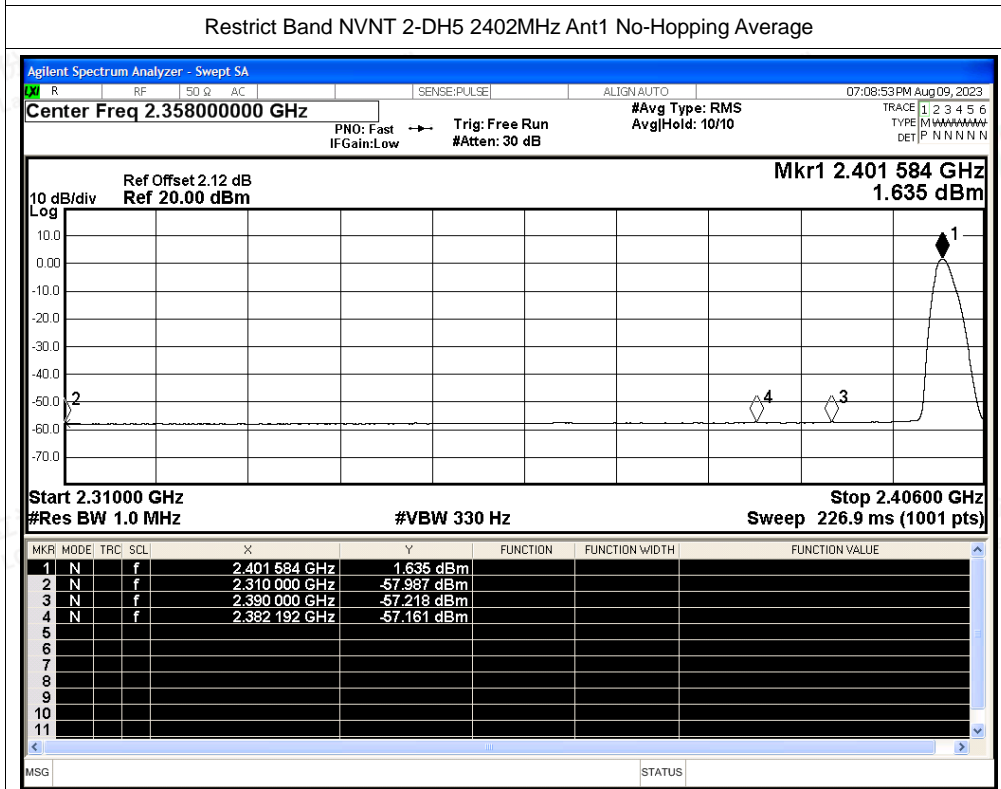 Restrict Band NVNT 2-DH5 2402MHz Ant1 No-Hopping Average
Agilent Spectrum Analyzer - Swept SA
LXI R RF 50 Ω AC SENSE:PULSE ALIGN AUTO 07:08:53 PM Aug 09, 2023
Center Freq 2.358000000 GHz
PNO: Fast
IFGain:Low
Trig: Free Run
#Atten: 30 dB
#Avg Type: RMS
Avg|Hold: 10/10
TRACE 1 2 3 4 5 6
TYPE M WWWWW
DET P N N N N N
Mkr1 2.401 584 GHz
1.635 dBm
Ref Offset 2.12 dB
10 dB/div Ref 20.00 dBm
Log
10.0
0.00
-10.0
-20.0
-30.0
-40.0
-50.0
-60.0
-70.0
1
2
4
3
Start 2.31000 GHz Stop 2.40600 GHz
#Res BW 1.0 MHz #VBW 330 Hz Sweep 226.9 ms (1001 pts)
MKR MODE TRC SCL X Y FUNCTION FUNCTION WIDTH FUNCTION VALUE
1 N f 2.401 584 GHz 1.635 dBm
2 N f 2.310 000 GHz -57.987 dBm
3 N f 2.390 000 GHz -57.218 dBm
4 N f 2.382 192 GHz -57.161 dBm
5
6
7
8
9
10
11
MSG STATUS